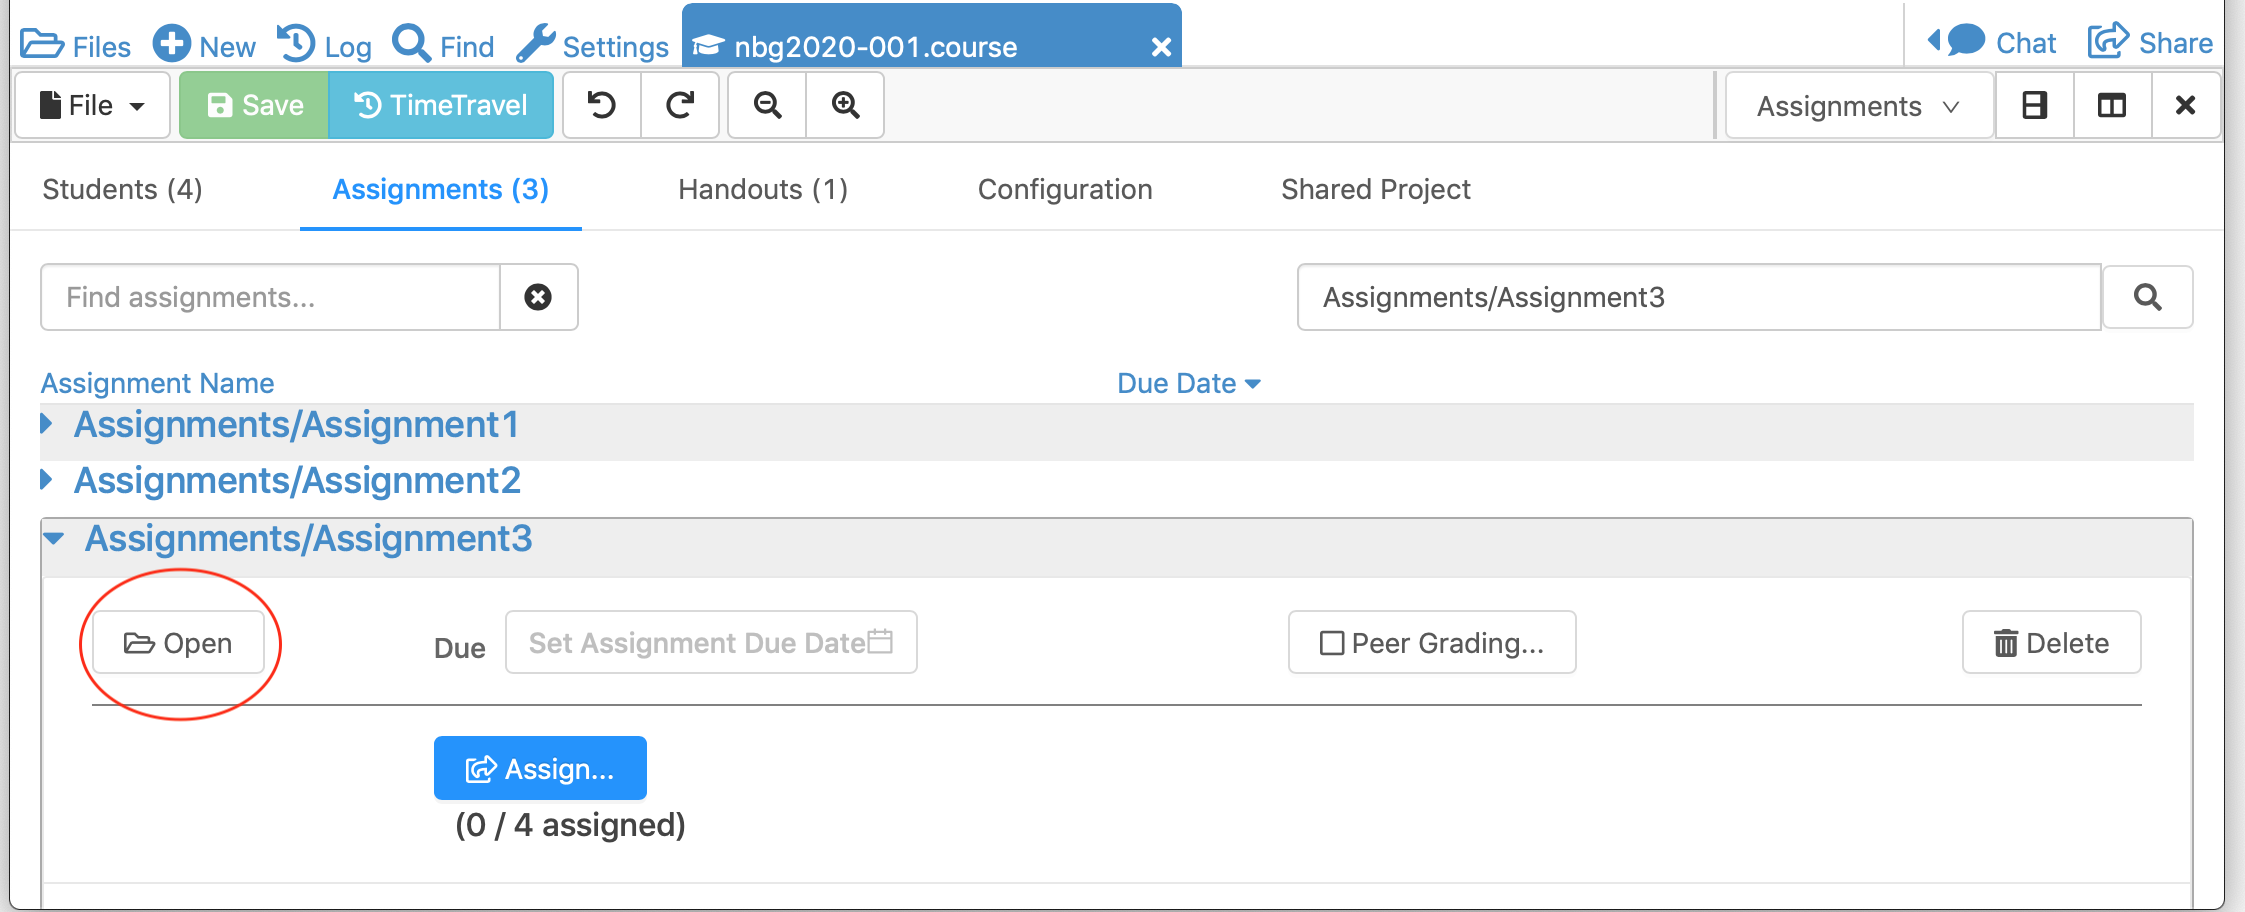 Files New Log Find Settings nbg2020-001.course Chat Share
File Save TimeTravel Assignments
Students (4) Assignments (3) Handouts (1) Configuration Shared Project
Find assignments... Assignments/Assignment3
Assignment Name Due Date
Assignments/Assignment1
Assignments/Assignment2
Assignments/Assignment3
Open Due Set Assignment Due Date Peer Grading... Delete
Assign...
(0 / 4 assigned)